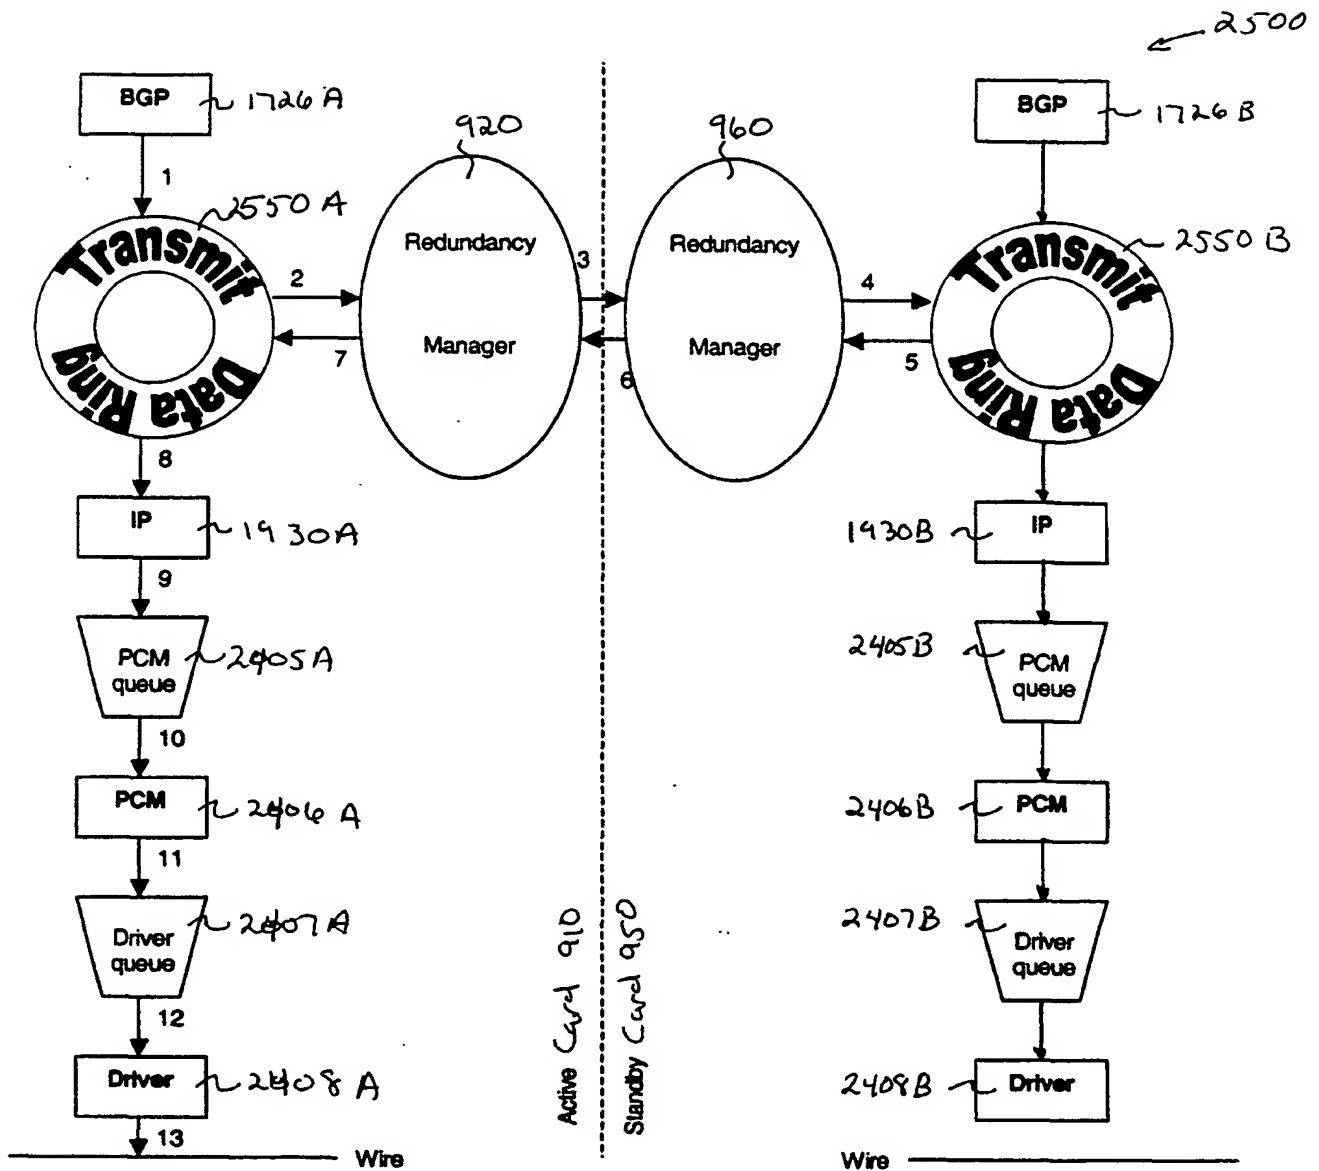 2500
BGP
1726A
BGP
1726B
920
960
1
2550A
Transmit
Data Ring
2550B
Transmit
Data Ring
Redundancy
Manager
Redundancy
Manager
2
3
4
7
6
5
8
IP
1930A
1930B
IP
9
PCM
queue
2405A
2405B
PCM
queue
10
PCM
2406A
2406B
PCM
11
Driver
queue
2407A
2407B
Driver
queue
Active Card 910
Standby Card 950
12
Driver
2408A
2408B
Driver
13
Wire
Wire